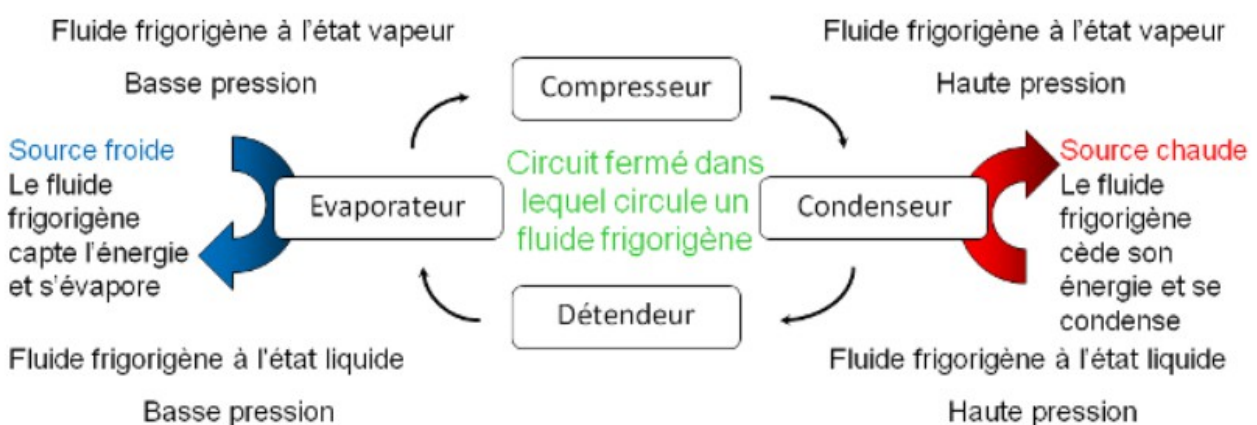 Fluide frigorigène à l'état vapeur
Basse pression
Fluide frigorigène à l'état vapeur
Haute pression
Compresseur
Source froide
Le fluide
frigorigène
capte l'énergie
et s'évapore
Evaporateur
Circuit fermé dans
lequel circule un
fluide frigorigène
Condenseur
Source chaude
Le fluide
frigorigène
cède son
énergie et se
condense
Détendeur
Fluide frigorigène à l'état liquide
Basse pression
Fluide frigorigène à l'état liquide
Haute pression